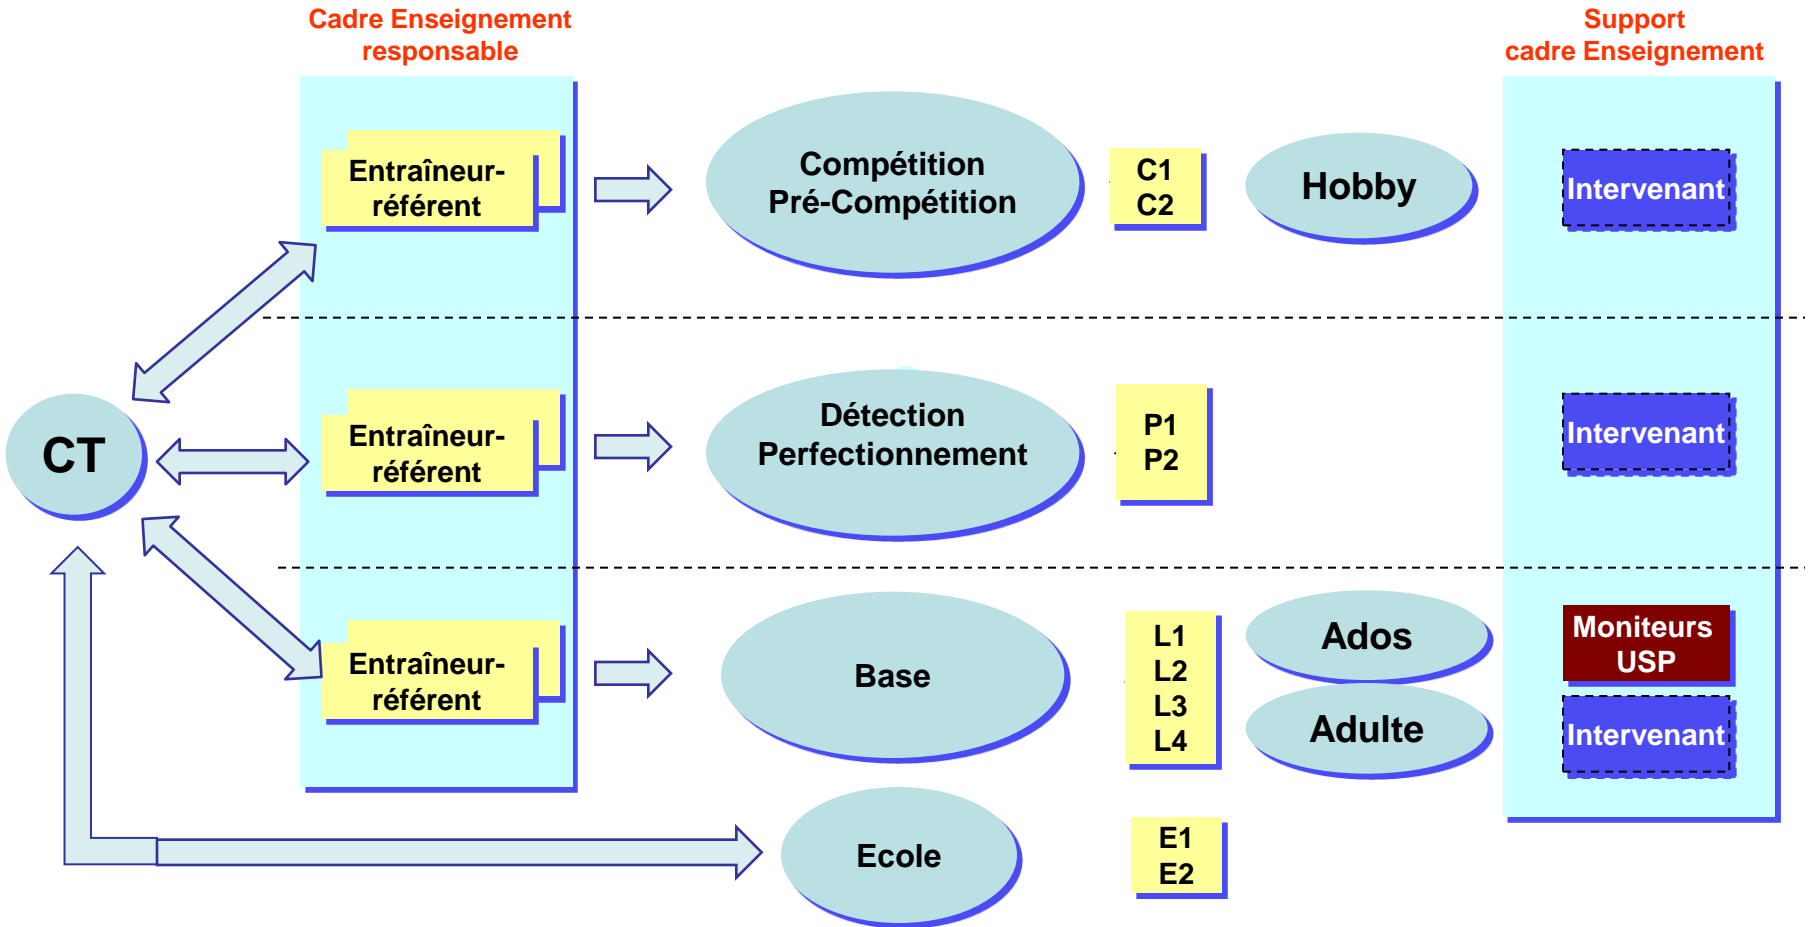 Cadre Enseignement
responsable
Support
cadre Enseignement
Entraîneur-
référent
Compétition
Pré-Compétition
C1
C2
Hobby
Intervenant
CT
Entraîneur-
référent
Détection
Perfectionnement
P1
P2
Intervenant
Entraîneur-
référent
Base
L1
L2
L3
L4
Ados
Adulte
Moniteurs
USP
Intervenant
Ecole
E1
E2